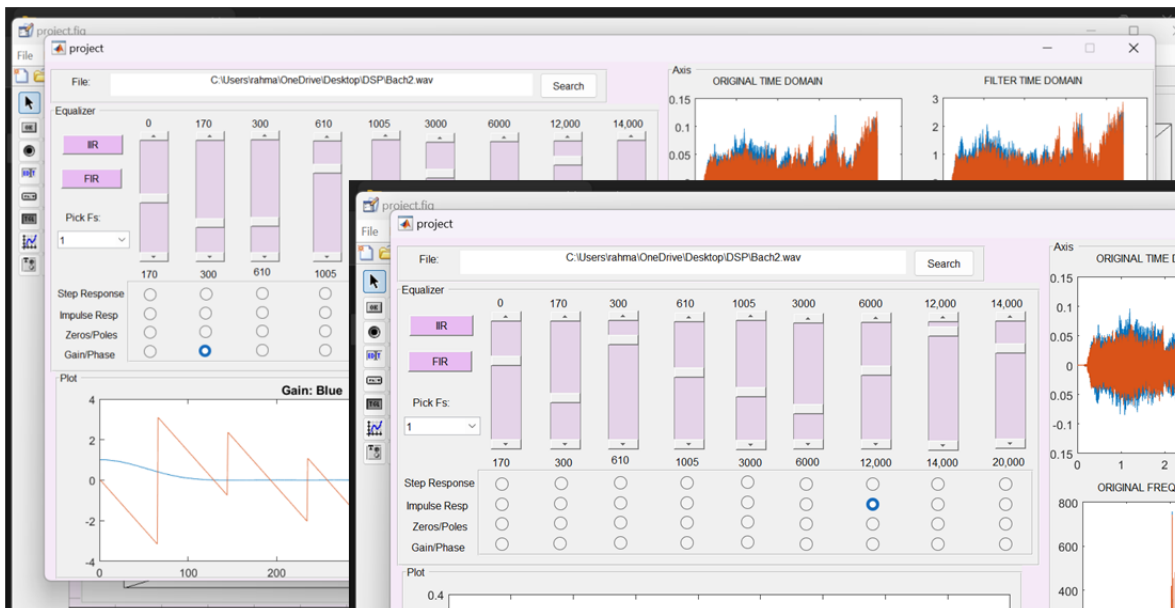 project.fig
project
File
File: C:\Users\rahma\OneDrive\Desktop\DSP\Bach2.wav Search
Equalizer
0 170 300 610 1005 3000 6000 12,000 14,000
IIR
FIR
Pick Fs:
1
170 300 610 1005
Step Response
Impulse Resp
Zeros/Poles
Gain/Phase
Plot
Gain: Blue
4
2
0
-2
-4
0 100 200
Axis
ORIGINAL TIME DOMAIN FILTER TIME DOMAIN
0.15 3
0.1 2
0.05 1
project.fig
project
File
File: C:\Users\rahma\OneDrive\Desktop\DSP\Bach2.wav Search
Equalizer
0 170 300 610 1005 3000 6000 12,000 14,000
IIR
FIR
Pick Fs:
1
170 300 610 1005 3000 6000 12,000 14,000 20,000
Step Response
Impulse Resp
Zeros/Poles
Gain/Phase
Plot
0.4
Axis
ORIGINAL TIME D
0.15
0.1
0.05
0
0.05
-0.1
0.15
0 1 2
ORIGINAL FREQ
800
600
400